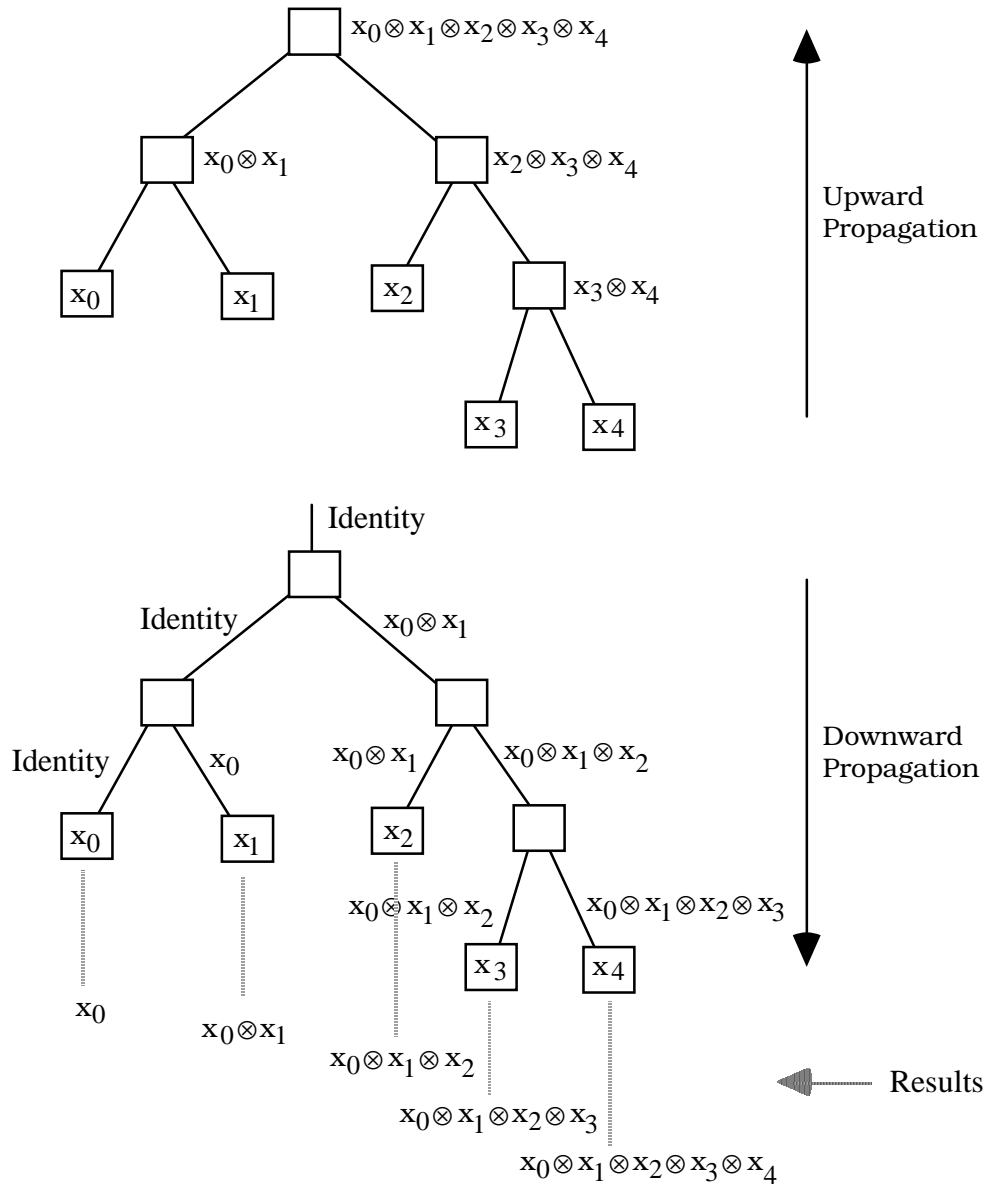 x0⊗x1⊗x2⊗x3⊗x4
x0⊗x1
x2⊗x3⊗x4
Upward
Propagation
x0
x1
x2
x3⊗x4
x3
x4
Identity
Identity
x0⊗x1
Identity
x0
x0⊗x1
x0⊗x1⊗x2
Downward
Propagation
x0
x1
x2
x0⊗x1⊗x2
x0⊗x1⊗x2⊗x3
x3
x4
x0
x0⊗x1
x0⊗x1⊗x2
Results
x0⊗x1⊗x2⊗x3
x0⊗x1⊗x2⊗x3⊗x4